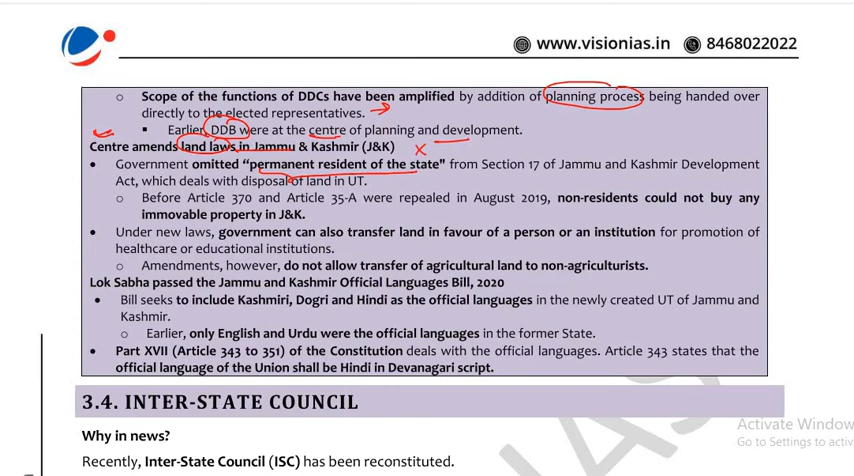 www.visionias.in 8468022022
o Scope of the functions of DDCs have been amplified by addition of planning process being handed over
directly to the elected representatives.
▪ Earlier, DDB were at the centre of planning and development.
Centre amends land laws in Jammu & Kashmir (J&K)
• Government omitted “permanent resident of the state” from Section 17 of Jammu and Kashmir Development
Act, which deals with disposal of land in UT.
o Before Article 370 and Article 35-A were repealed in August 2019, non-residents could not buy any
immovable property in J&K.
• Under new laws, government can also transfer land in favour of a person or an institution for promotion of
healthcare or educational institutions.
o Amendments, however, do not allow transfer of agricultural land to non-agriculturists.
Lok Sabha passed the Jammu and Kashmir Official Languages Bill, 2020
• Bill seeks to include Kashmiri, Dogri and Hindi as the official languages in the newly created UT of Jammu and
Kashmir.
o Earlier, only English and Urdu were the official languages in the former State.
• Part XVII (Article 343 to 351) of the Constitution deals with the official languages. Article 343 states that the
official language of the Union shall be Hindi in Devanagari script.
3.4. INTER-STATE COUNCIL
Activate Window
Go to Settings to activ
Why in news?
Recently, Inter-State Council (ISC) has been reconstituted.